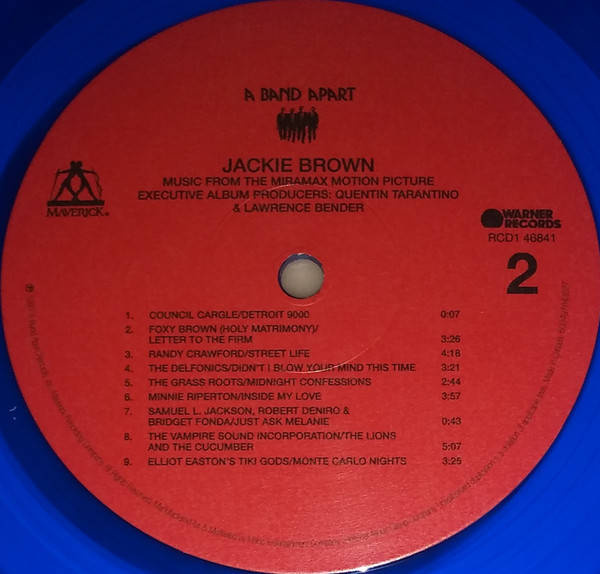 A BAND APART
JACKIE BROWN
MUSIC FROM THE MIRAMAX MOTION PICTURE
EXECUTIVE ALBUM PRODUCERS: QUENTIN TARANTINO
& LAWRENCE BENDER
MAVERICK®
WARNER
RECORDS
RCD1 46841
2
1. COUNCIL CARGLE/DETROIT 9000 0:07
2. FOXY BROWN (HOLY MATRIMONY)/
LETTER TO THE FIRM 3:26
3. RANDY CRAWFORD/STREET LIFE 4:18
4. THE DELFONICS/DIDN'T I BLOW YOUR MIND THIS TIME 3:21
5. THE GRASS ROOTS/MIDNIGHT CONFESSIONS 2:44
6. MINNIE RIPERTON/INSIDE MY LOVE 3:57
7. SAMUEL L. JACKSON, ROBERT DENIRO &
BRIDGET FONDA/JUST ASK MELANIE 0:43
8. THE VAMPIRE SOUND INCORPORATION/THE LIONS
AND THE CUCUMBER 5:07
9. ELLIOT EASTON'S TIKI GODS/MONTE CARLO NIGHTS 3:25